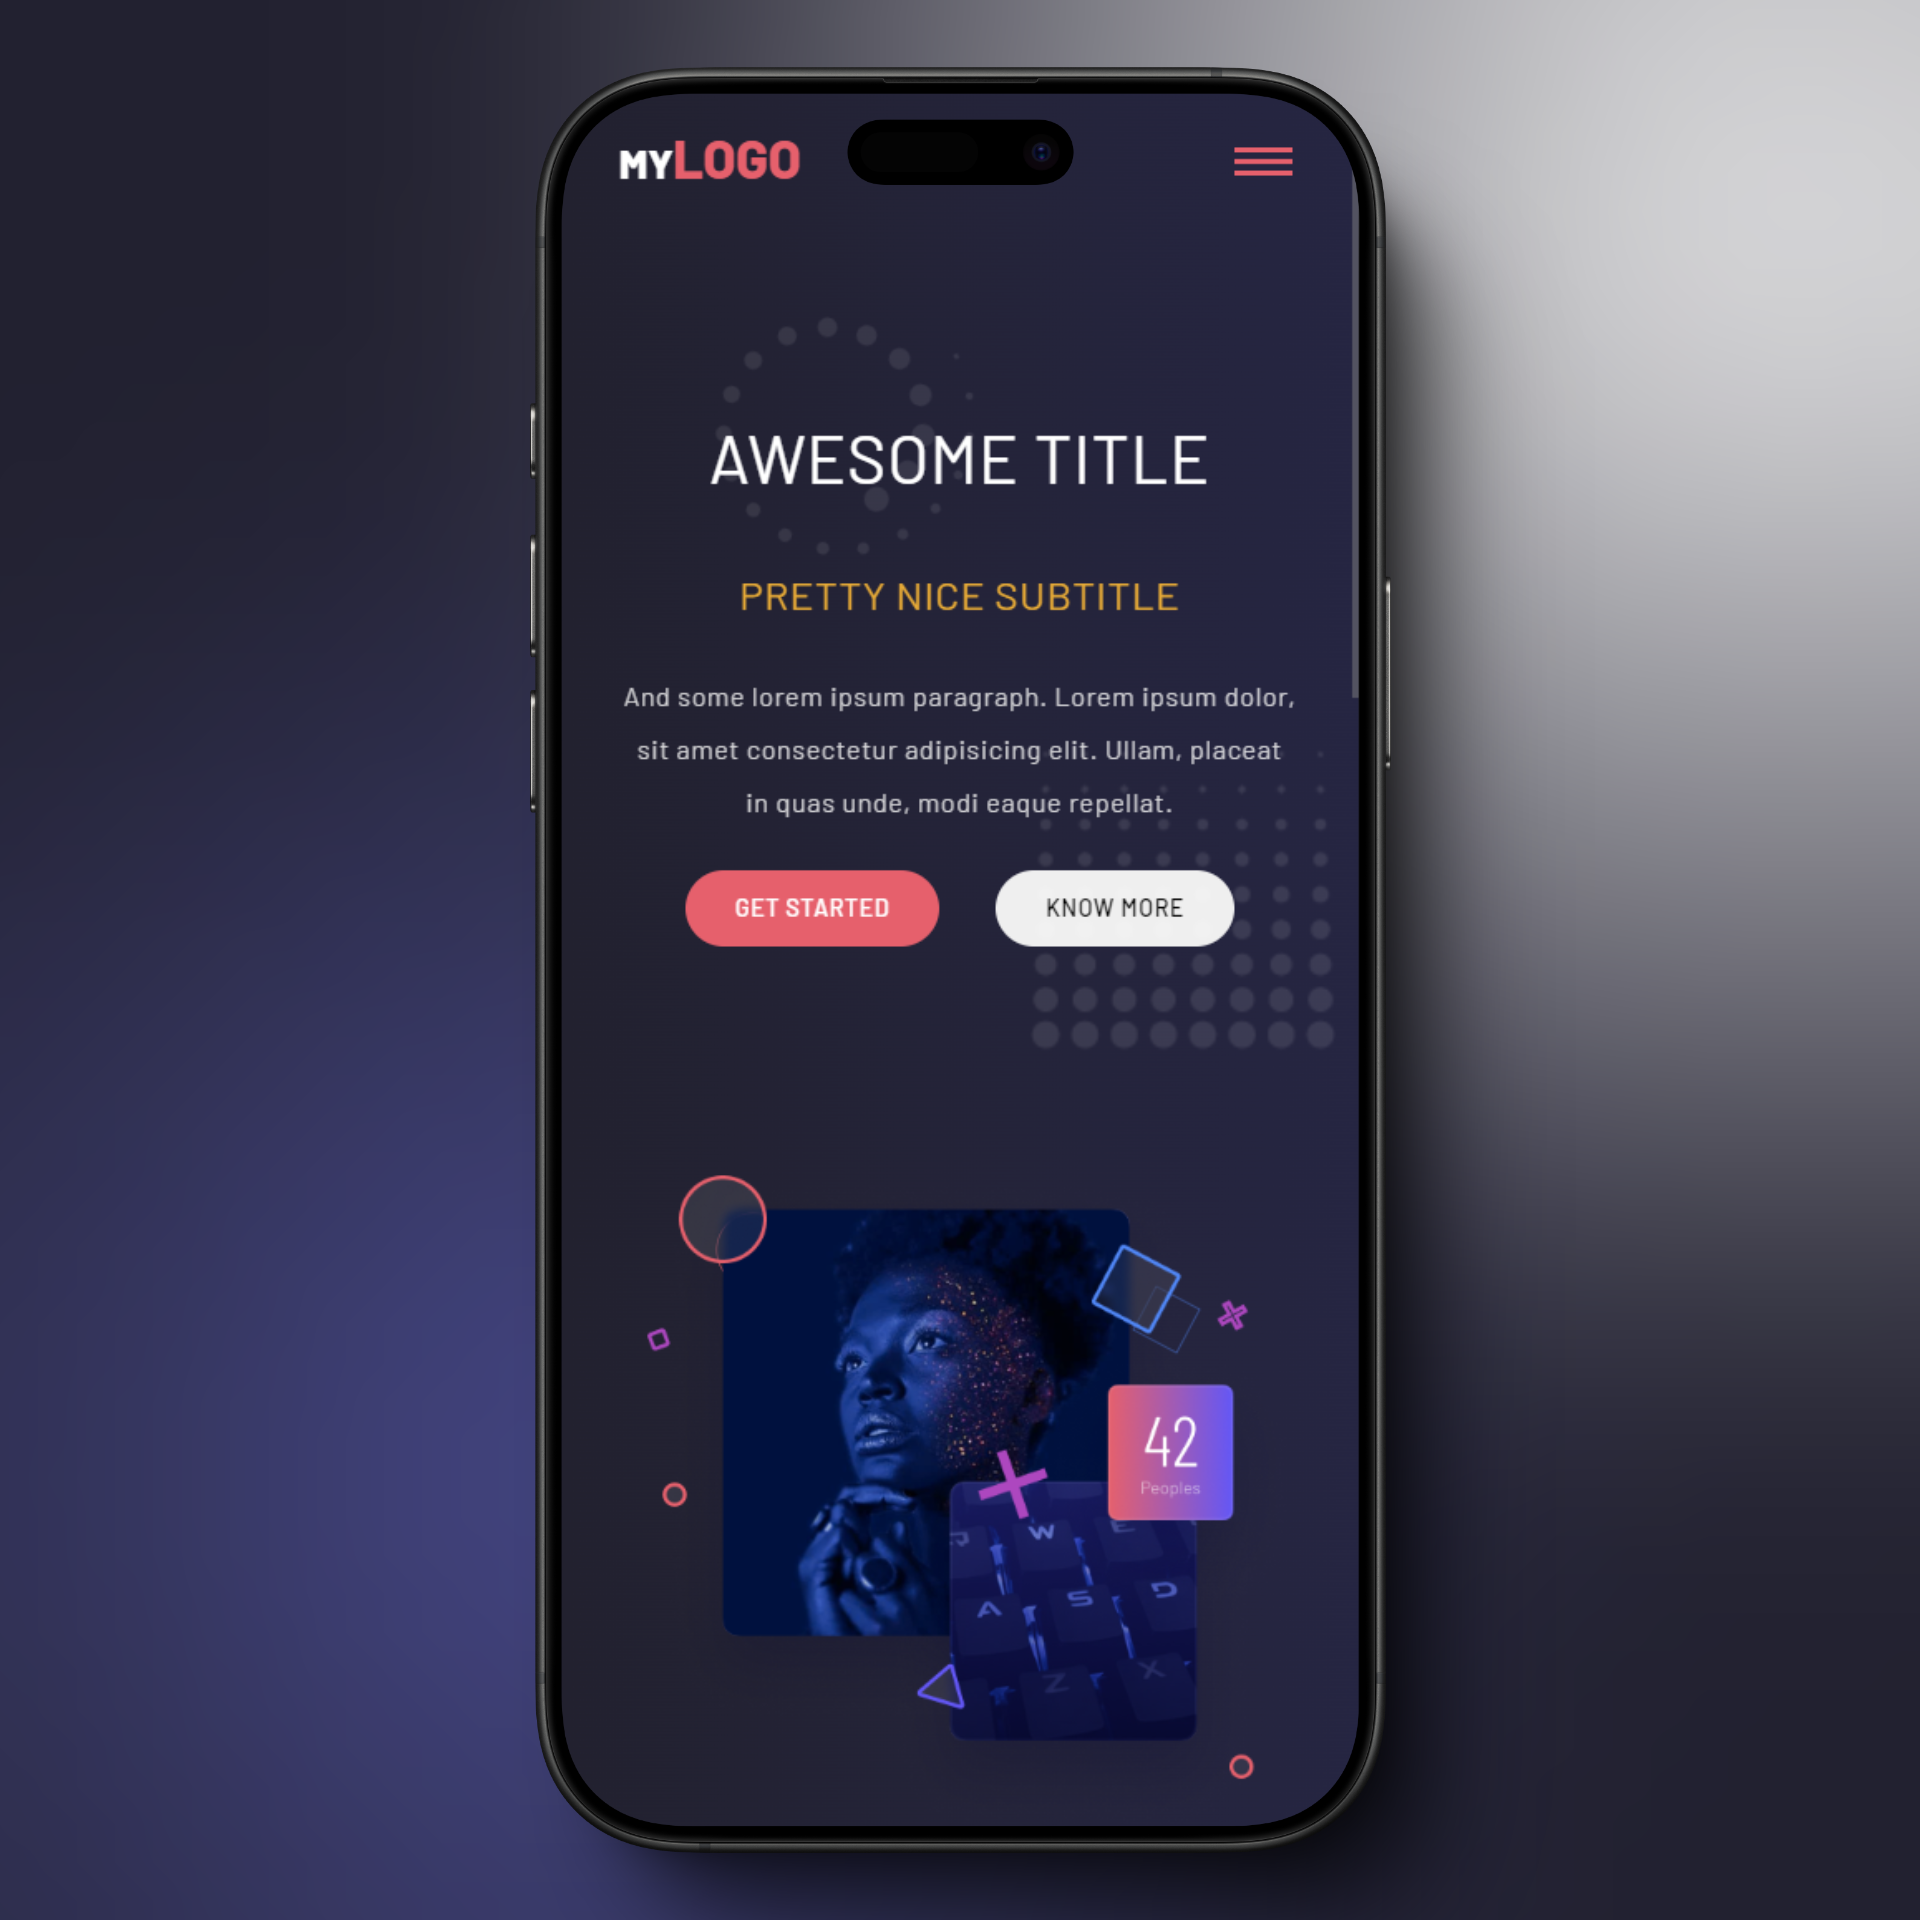 MYLOGO
AWESOME TITLE
PRETTY NICE SUBTITLE
And some lorem ipsum paragraph. Lorem ipsum dolor,
sit amet consectetur adipisicing elit. Ullam, placeat
in quas unde, modi eaque repellat.
GET STARTED
KNOW MORE
42
Peoples
W
E
A
S
D
Z
X